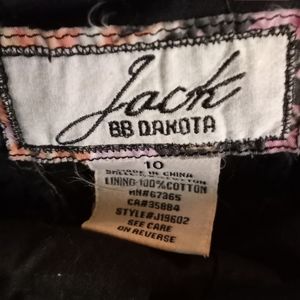 Jack
BB DAKOTA
10
MADE IN CHINA
LINING:100%COTTON
RN#67365
CA#35884
STYLE#J19602
SEE CARE
ON REVERSE